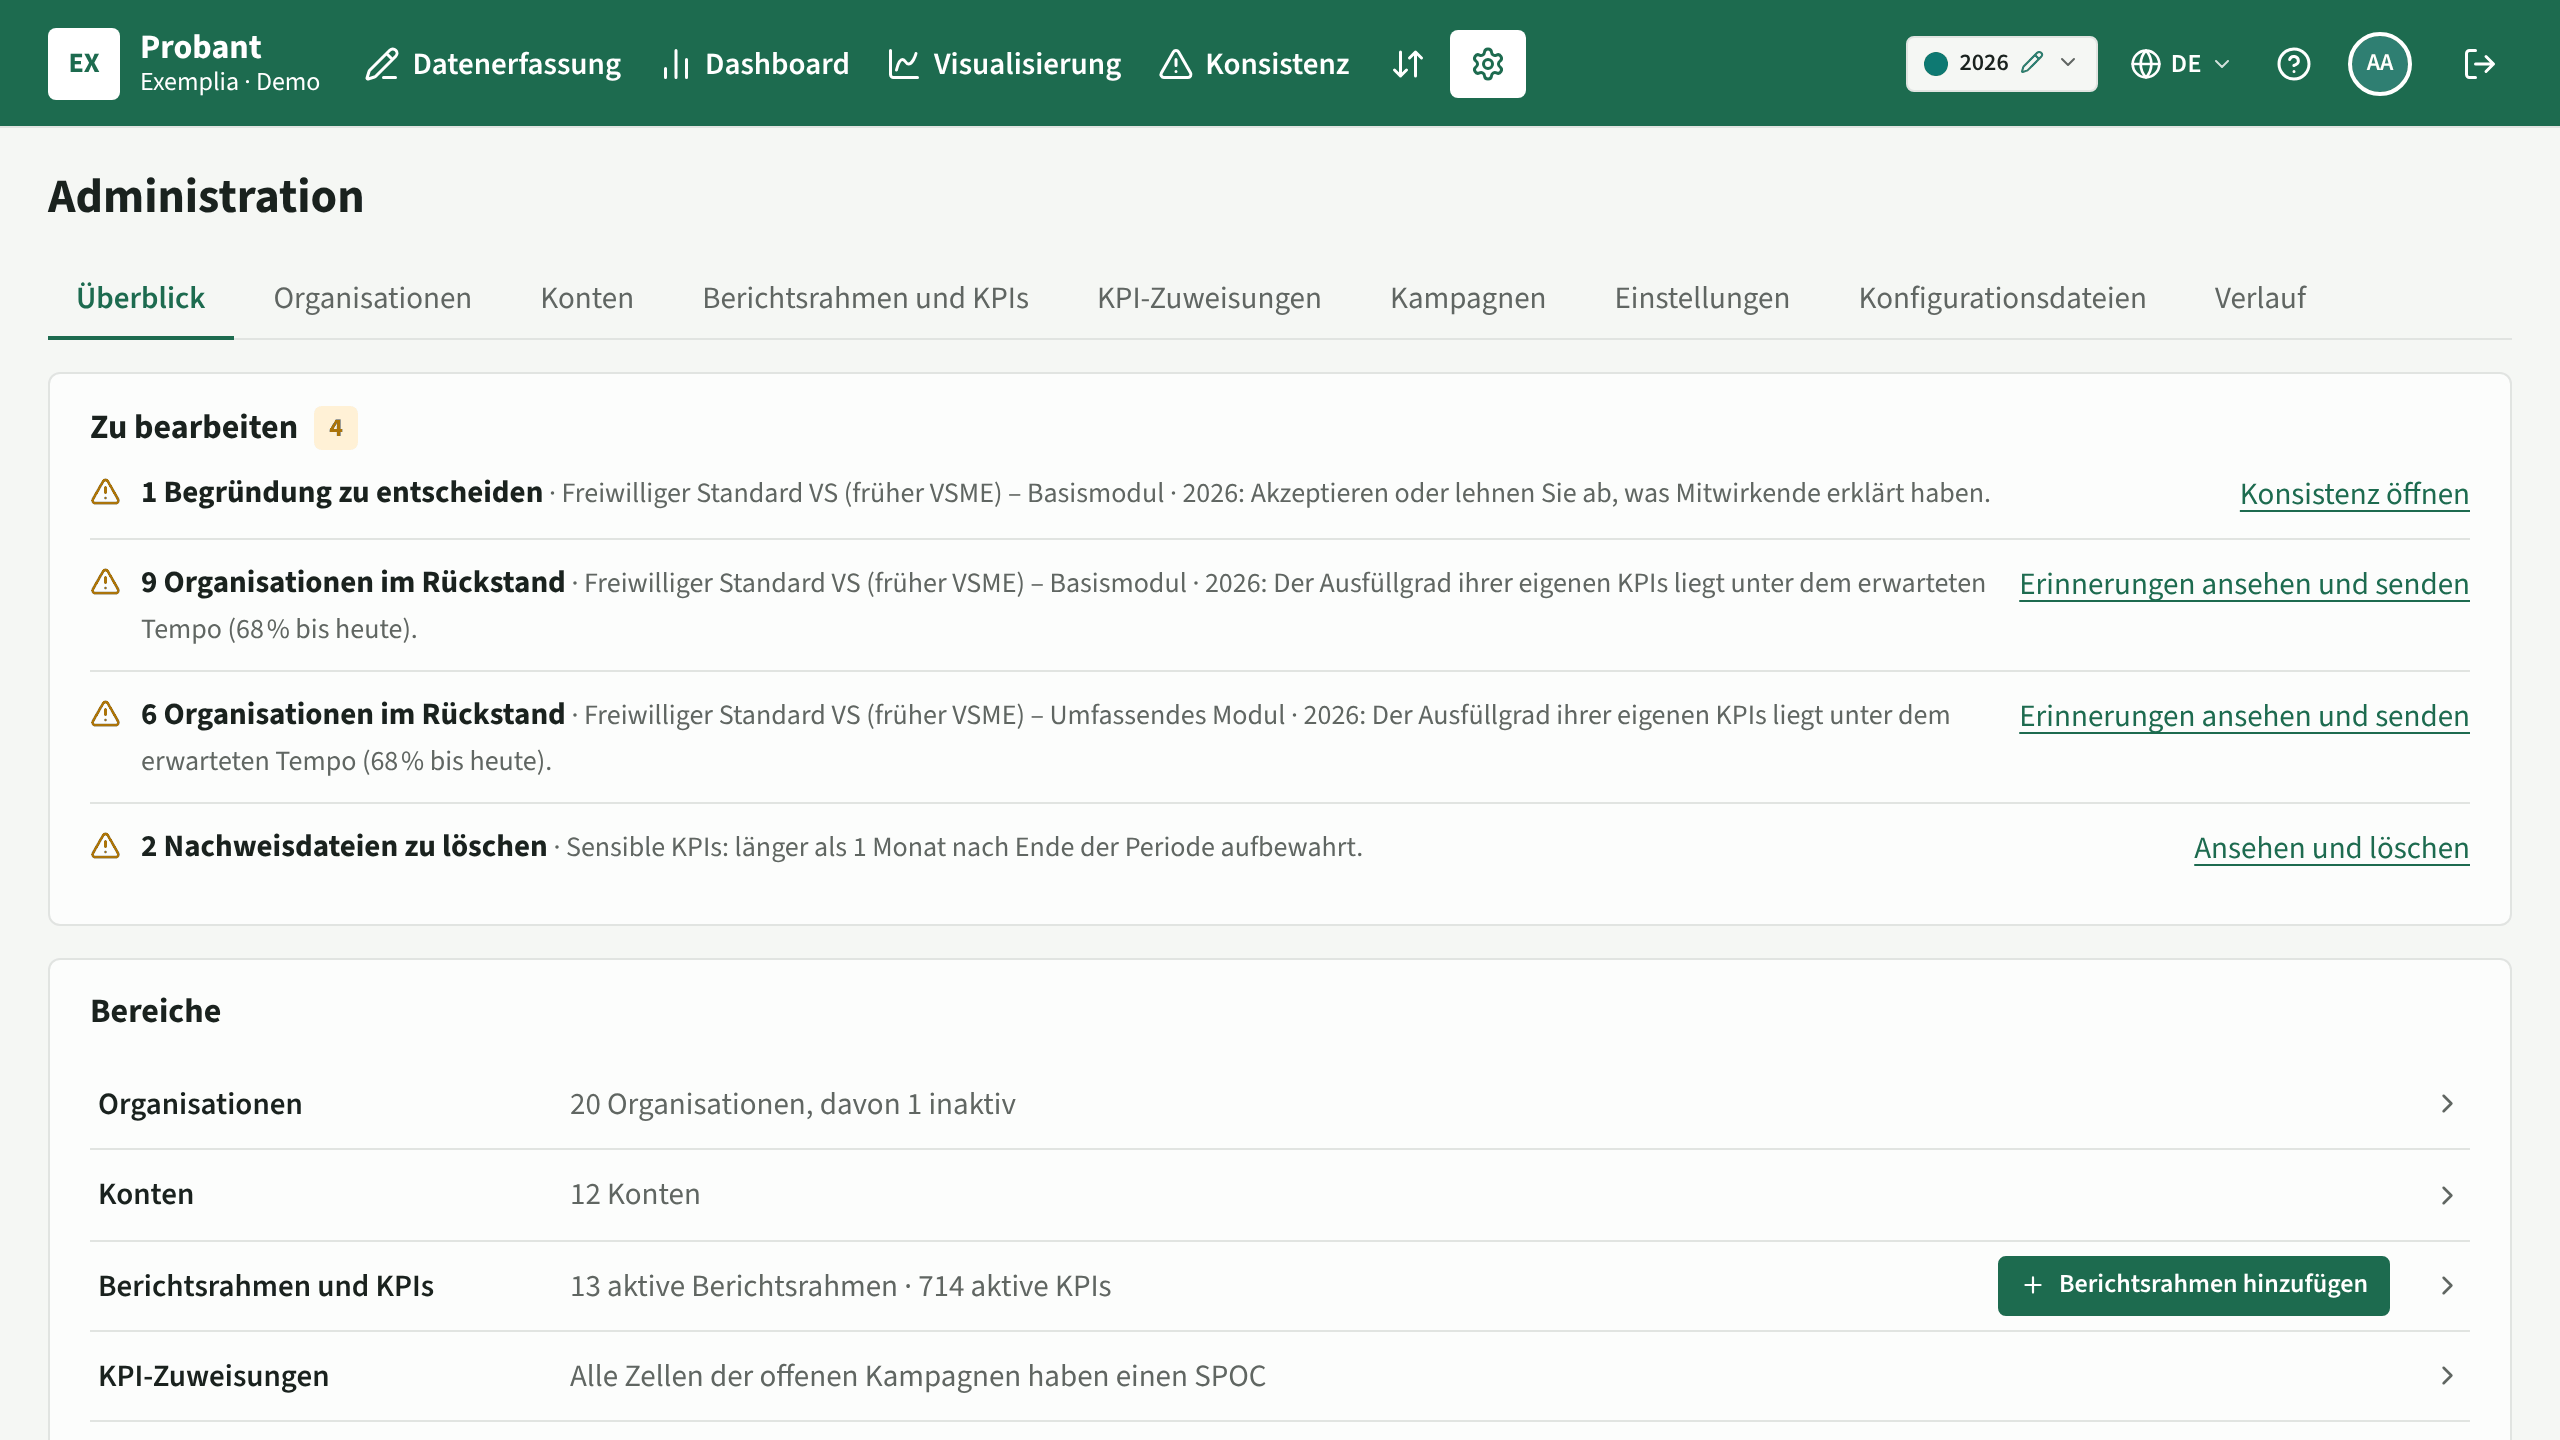 EX
Probant
Exemplia · Demo
Datenerfassung
Dashboard
Visualisierung
Konsistenz
2026
DE
AA
Administration
Überblick
Organisationen
Konten
Berichtsrahmen und KPIs
KPI-Zuweisungen
Kampagnen
Einstellungen
Konfigurationsdateien
Verlauf
Zu bearbeiten 4
1 Begründung zu entscheiden · Freiwilliger Standard VS (früher VSME) – Basismodul · 2026: Akzeptieren oder lehnen Sie ab, was Mitwirkende erklärt haben.
Konsistenz öffnen
9 Organisationen im Rückstand · Freiwilliger Standard VS (früher VSME) – Basismodul · 2026: Der Ausfüllgrad ihrer eigenen KPIs liegt unter dem erwarteten
Tempo (68 % bis heute).
Erinnerungen ansehen und senden
6 Organisationen im Rückstand · Freiwilliger Standard VS (früher VSME) – Umfassendes Modul · 2026: Der Ausfüllgrad ihrer eigenen KPIs liegt unter dem
erwarteten Tempo (68 % bis heute).
Erinnerungen ansehen und senden
2 Nachweisdateien zu löschen · Sensible KPIs: länger als 1 Monat nach Ende der Periode aufbewahrt.
Ansehen und löschen
Bereiche
Organisationen
20 Organisationen, davon 1 inaktiv
Konten
12 Konten
Berichtsrahmen und KPIs
13 aktive Berichtsrahmen · 714 aktive KPIs
+ Berichtsrahmen hinzufügen
KPI-Zuweisungen
Alle Zellen der offenen Kampagnen haben einen SPOC